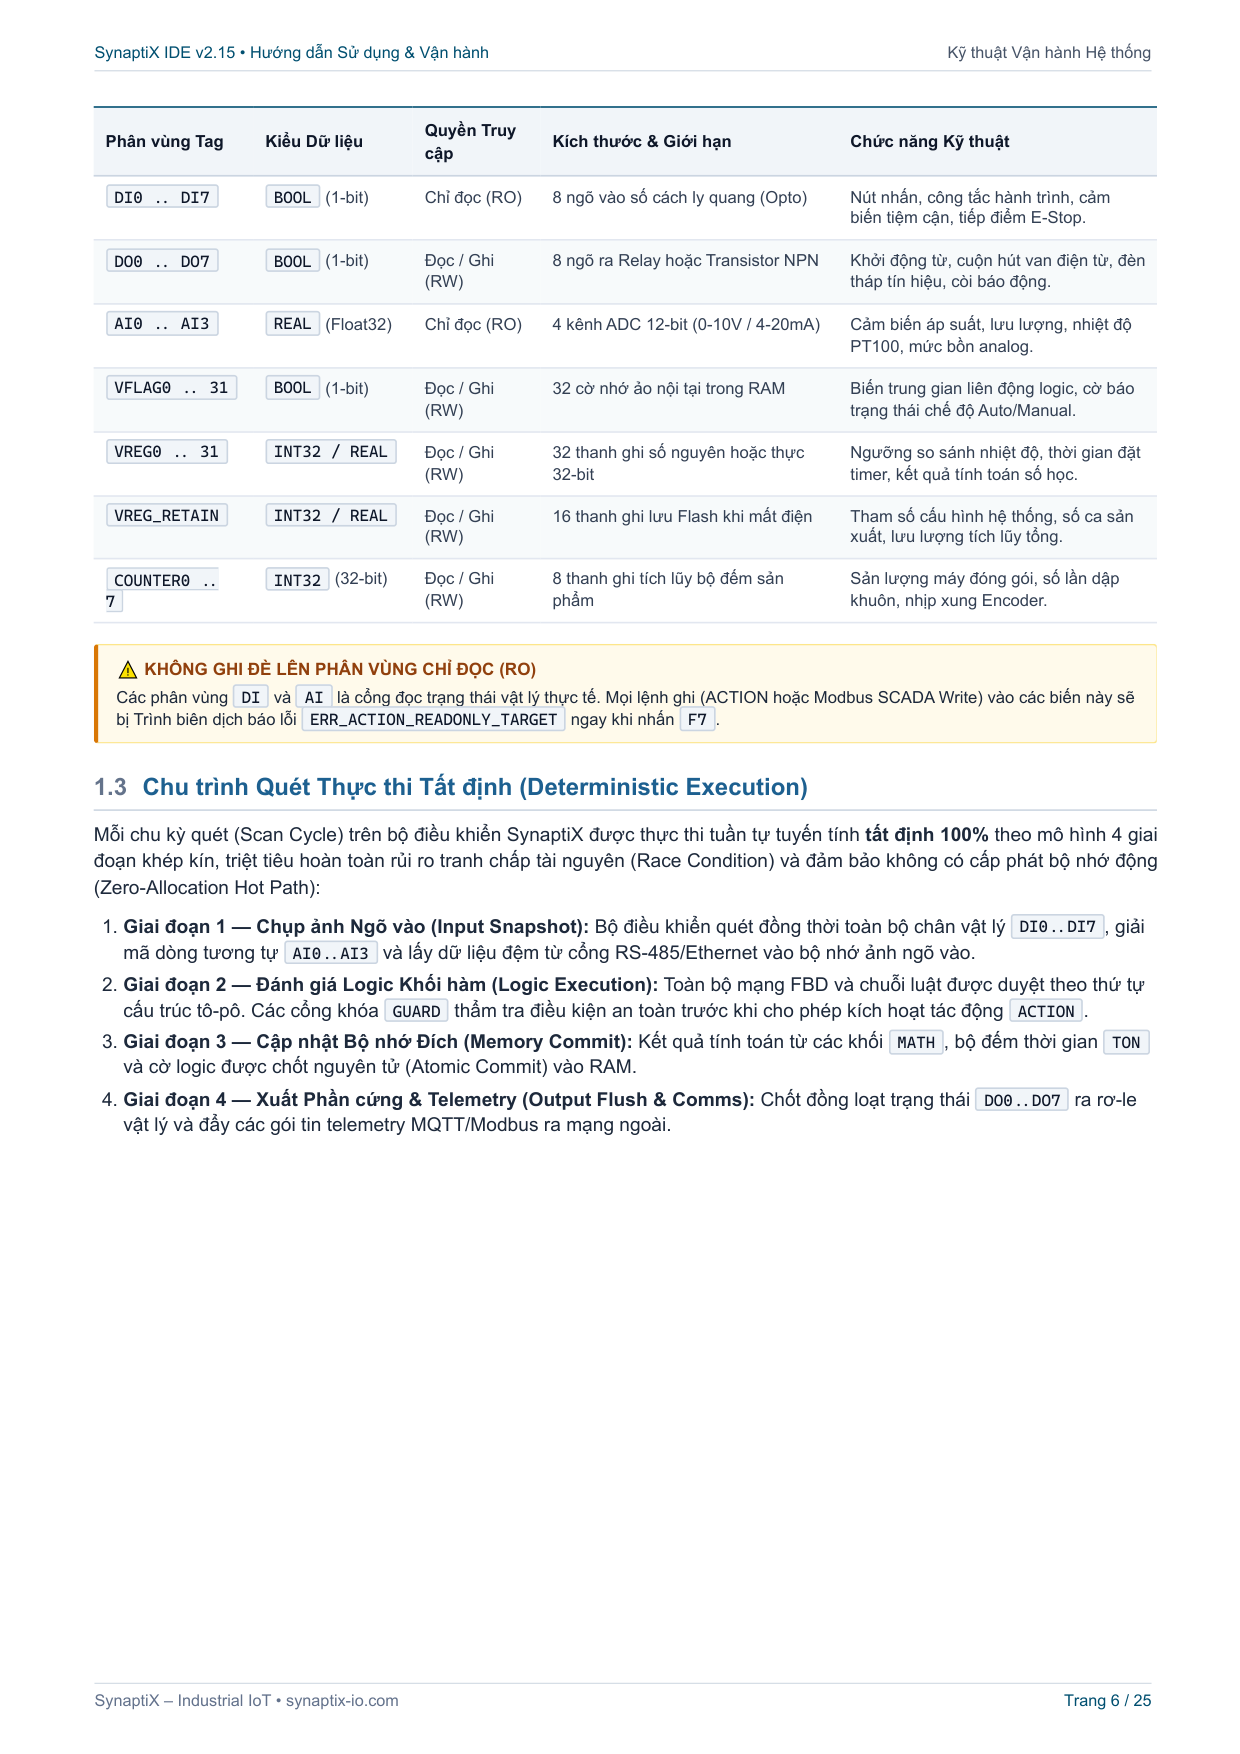 SynaptiX IDE v2.15 • Hướng dẫn Sử dụng & Vận hành
Kỹ thuật Vận hành Hệ thống
Phân vùng Tag
Kiểu Dữ liệu
Quyền Truy
cập
Kích thước & Giới hạn
Chức năng Kỹ thuật
DI0 .. DI7
BOOL (1-bit)
Chỉ đọc (RO)
8 ngõ vào số cách ly quang (Opto)
Nút nhấn, công tắc hành trình, cảm
biến tiệm cận, tiếp điểm E-Stop.
DO0 .. DO7
BOOL (1-bit)
Đọc / Ghi
(RW)
8 ngõ ra Relay hoặc Transistor NPN
Khởi động từ, cuộn hút van điện từ, đèn
tháp tín hiệu, còi báo động.
AI0 .. AI3
REAL (Float32)
Chỉ đọc (RO)
4 kênh ADC 12-bit (0-10V / 4-20mA)
Cảm biến áp suất, lưu lượng, nhiệt độ
PT100, mức bồn analog.
VFLAG0 .. 31
BOOL (1-bit)
Đọc / Ghi
(RW)
32 cờ nhớ ảo nội tại trong RAM
Biến trung gian liên động logic, cờ báo
trạng thái chế độ Auto/Manual.
VREG0 .. 31
INT32 / REAL
Đọc / Ghi
(RW)
32 thanh ghi số nguyên hoặc thực
32-bit
Ngưỡng so sánh nhiệt độ, thời gian đặt
timer, kết quả tính toán số học.
VREG_RETAIN
INT32 / REAL
Đọc / Ghi
(RW)
16 thanh ghi lưu Flash khi mất điện
Tham số cấu hình hệ thống, số ca sản
xuất, lưu lượng tích lũy tổng.
COUNTER0 ..
7
INT32 (32-bit)
Đọc / Ghi
(RW)
8 thanh ghi tích lũy bộ đếm sản
phẩm
Sản lượng máy đóng gói, số lần dập
khuôn, nhịp xung Encoder.
⚠ KHÔNG GHI ĐÈ LÊN PHÂN VÙNG CHỈ ĐỌC (RO)
Các phân vùng DI và AI là cổng đọc trạng thái vật lý thực tế. Mọi lệnh ghi (ACTION hoặc Modbus SCADA Write) vào các biến này sẽ
bị Trình biên dịch báo lỗi ERR_ACTION_READONLY_TARGET ngay khi nhấn F7.
1.3 Chu trình Quét Thực thi Tất định (Deterministic Execution)
Mỗi chu kỳ quét (Scan Cycle) trên bộ điều khiển SynaptiX được thực thi tuần tự tuyến tính tất định 100% theo mô hình 4 giai
đoạn khép kín, triệt tiêu hoàn toàn rủi ro tranh chấp tài nguyên (Race Condition) và đảm bảo không có cấp phát bộ nhớ động
(Zero-Allocation Hot Path):
1. Giai đoạn 1 — Chụp ảnh Ngõ vào (Input Snapshot): Bộ điều khiển quét đồng thời toàn bộ chân vật lý DI0..DI7, giải
mã dòng tương tự AI0..AI3 và lấy dữ liệu đệm từ cổng RS-485/Ethernet vào bộ nhớ ảnh ngõ vào.
2. Giai đoạn 2 — Đánh giá Logic Khối hàm (Logic Execution): Toàn bộ mạng FBD và chuỗi luật được duyệt theo thứ tự
cấu trúc tô-pô. Các cổng khóa GUARD thẩm tra điều kiện an toàn trước khi cho phép kích hoạt tác động ACTION.
3. Giai đoạn 3 — Cập nhật Bộ nhớ Đích (Memory Commit): Kết quả tính toán từ các khối MATH, bộ đếm thời gian TON
và cờ logic được chốt nguyên tử (Atomic Commit) vào RAM.
4. Giai đoạn 4 — Xuất Phần cứng & Telemetry (Output Flush & Comms): Chốt đồng loạt trạng thái DO0..DO7 ra rơ-le
vật lý và đẩy các gói tin telemetry MQTT/Modbus ra mạng ngoài.
SynaptiX – Industrial IoT • synaptix-io.com
Trang 6 / 25